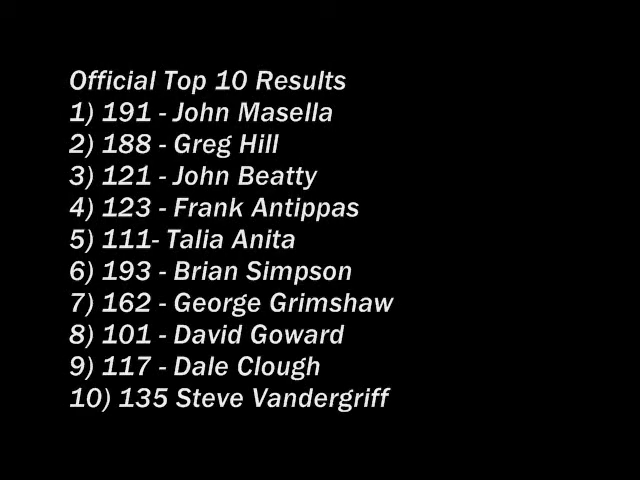 Official Top 10 Results
1) 191 - John Masella
2) 188 - Greg Hill
3) 121 - John Beatty
4) 123 - Frank Antippas
5) 111- Talia Anita
6) 193 - Brian Simpson
7) 162 - George Grimshaw
8) 101 - David Goward
9) 117 - Dale Clough
10) 135 Steve Vandergriff